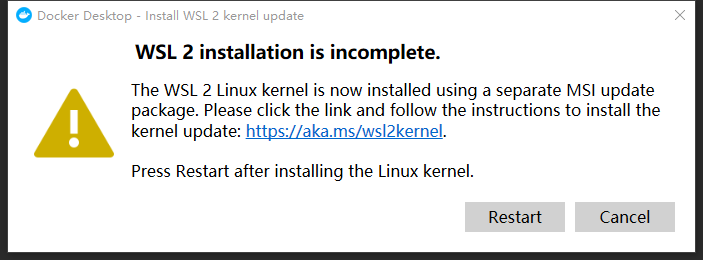 Docker Desktop - Install WSL 2 kernel update
WSL 2 installation is incomplete.
The WSL 2 Linux kernel is now installed using a separate MSI update
package. Please click the link and follow the instructions to install the
kernel update: https://aka.ms/wsl2kernel.
Press Restart after installing the Linux kernel.
Restart
Cancel